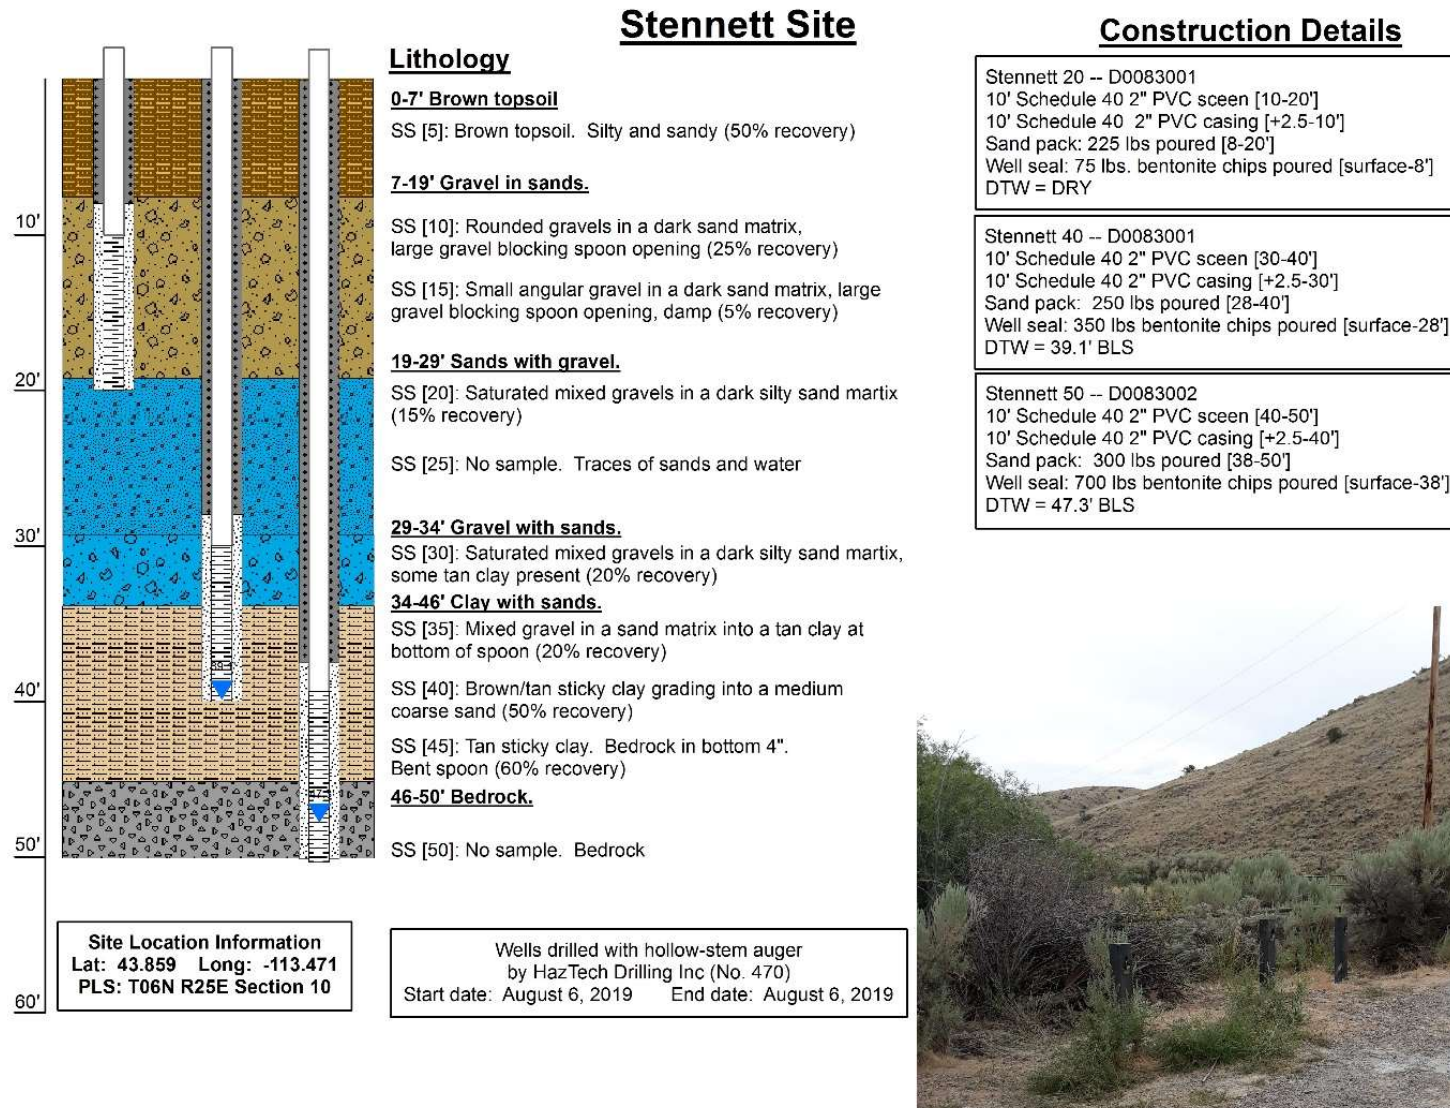 Stennett Site
Lithology
0-7' Brown topsoil
SS [5]: Brown topsoil.  Silty and sandy (50% recovery)
7-19' Gravel in sands.
SS [10]: Rounded gravels in a dark sand matrix,
large gravel blocking spoon opening (25% recovery)
SS [15]: Small angular gravel in a dark sand matrix, large
gravel blocking spoon opening, damp (5% recovery)
19-29' Sands with gravel.
SS [20]: Saturated mixed gravels in a dark silty sand martix
(15% recovery)
SS [25]: No sample.  Traces of sands and water
29-34' Gravel with sands.
SS [30]: Saturated mixed gravels in a dark silty sand martix,
some tan clay present (20% recovery)
34-46' Clay with sands.
SS [35]: Mixed gravel in a sand matrix into a tan clay at
bottom of spoon (20% recovery)
SS [40]: Brown/tan sticky clay grading into a medium
coarse sand (50% recovery)
SS [45]: Tan sticky clay.  Bedrock in bottom 4".
Bent spoon (60% recovery)
46-50' Bedrock.
SS [50]: No sample.  Bedrock
10'
20'
30'
40'
50'
60'
39.1
47.3
Site Location Information
Lat:  43.859    Long:  -113.471
PLS: T06N R25E Section 10
Wells drilled with hollow-stem auger
by HazTech Drilling Inc (No. 470)
Start date:  August 6, 2019      End date:  August 6, 2019
Construction Details
Stennett 20 -- D0083001
10' Schedule 40 2" PVC sceen [10-20']
10' Schedule 40  2" PVC casing [+2.5-10']
Sand pack: 225 lbs poured [8-20']
Well seal: 75 lbs. bentonite chips poured [surface-8']
DTW = DRY
Stennett 40 -- D0083001
10' Schedule 40 2" PVC sceen [30-40']
10' Schedule 40 2" PVC casing [+2.5-30']
Sand pack:  250 lbs poured [28-40']
Well seal: 350 lbs bentonite chips poured [surface-28']
DTW = 39.1' BLS
Stennett 50 -- D0083002
10' Schedule 40 2" PVC sceen [40-50']
10' Schedule 40 2" PVC casing [+2.5-40']
Sand pack:  300 lbs poured [38-50']
Well seal: 700 lbs bentonite chips poured [surface-38']
DTW = 47.3' BLS